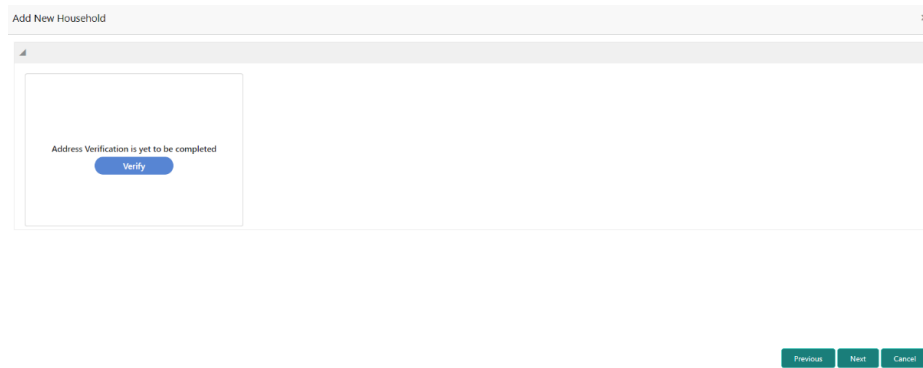 Add New Household
Address Verification is yet to be completed
Verify
Previous
Next
Cancel